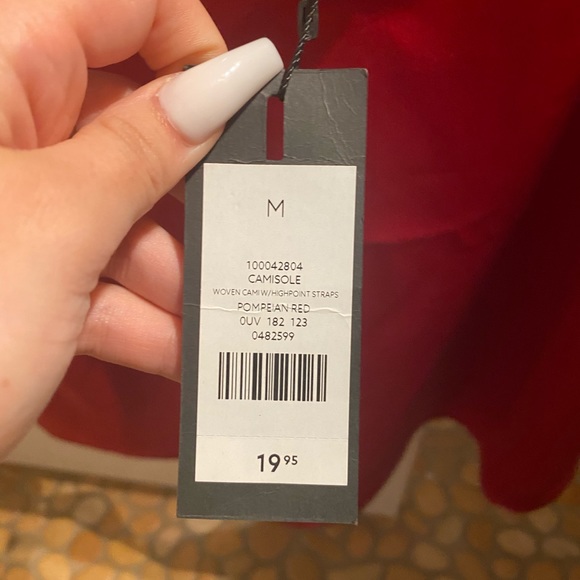 M
100042804
CAMISOLE
WOVEN CAMI W/HIGHPOINT STRAPS
POMPEIAN RED
0UV 182 123
0482599
19 95